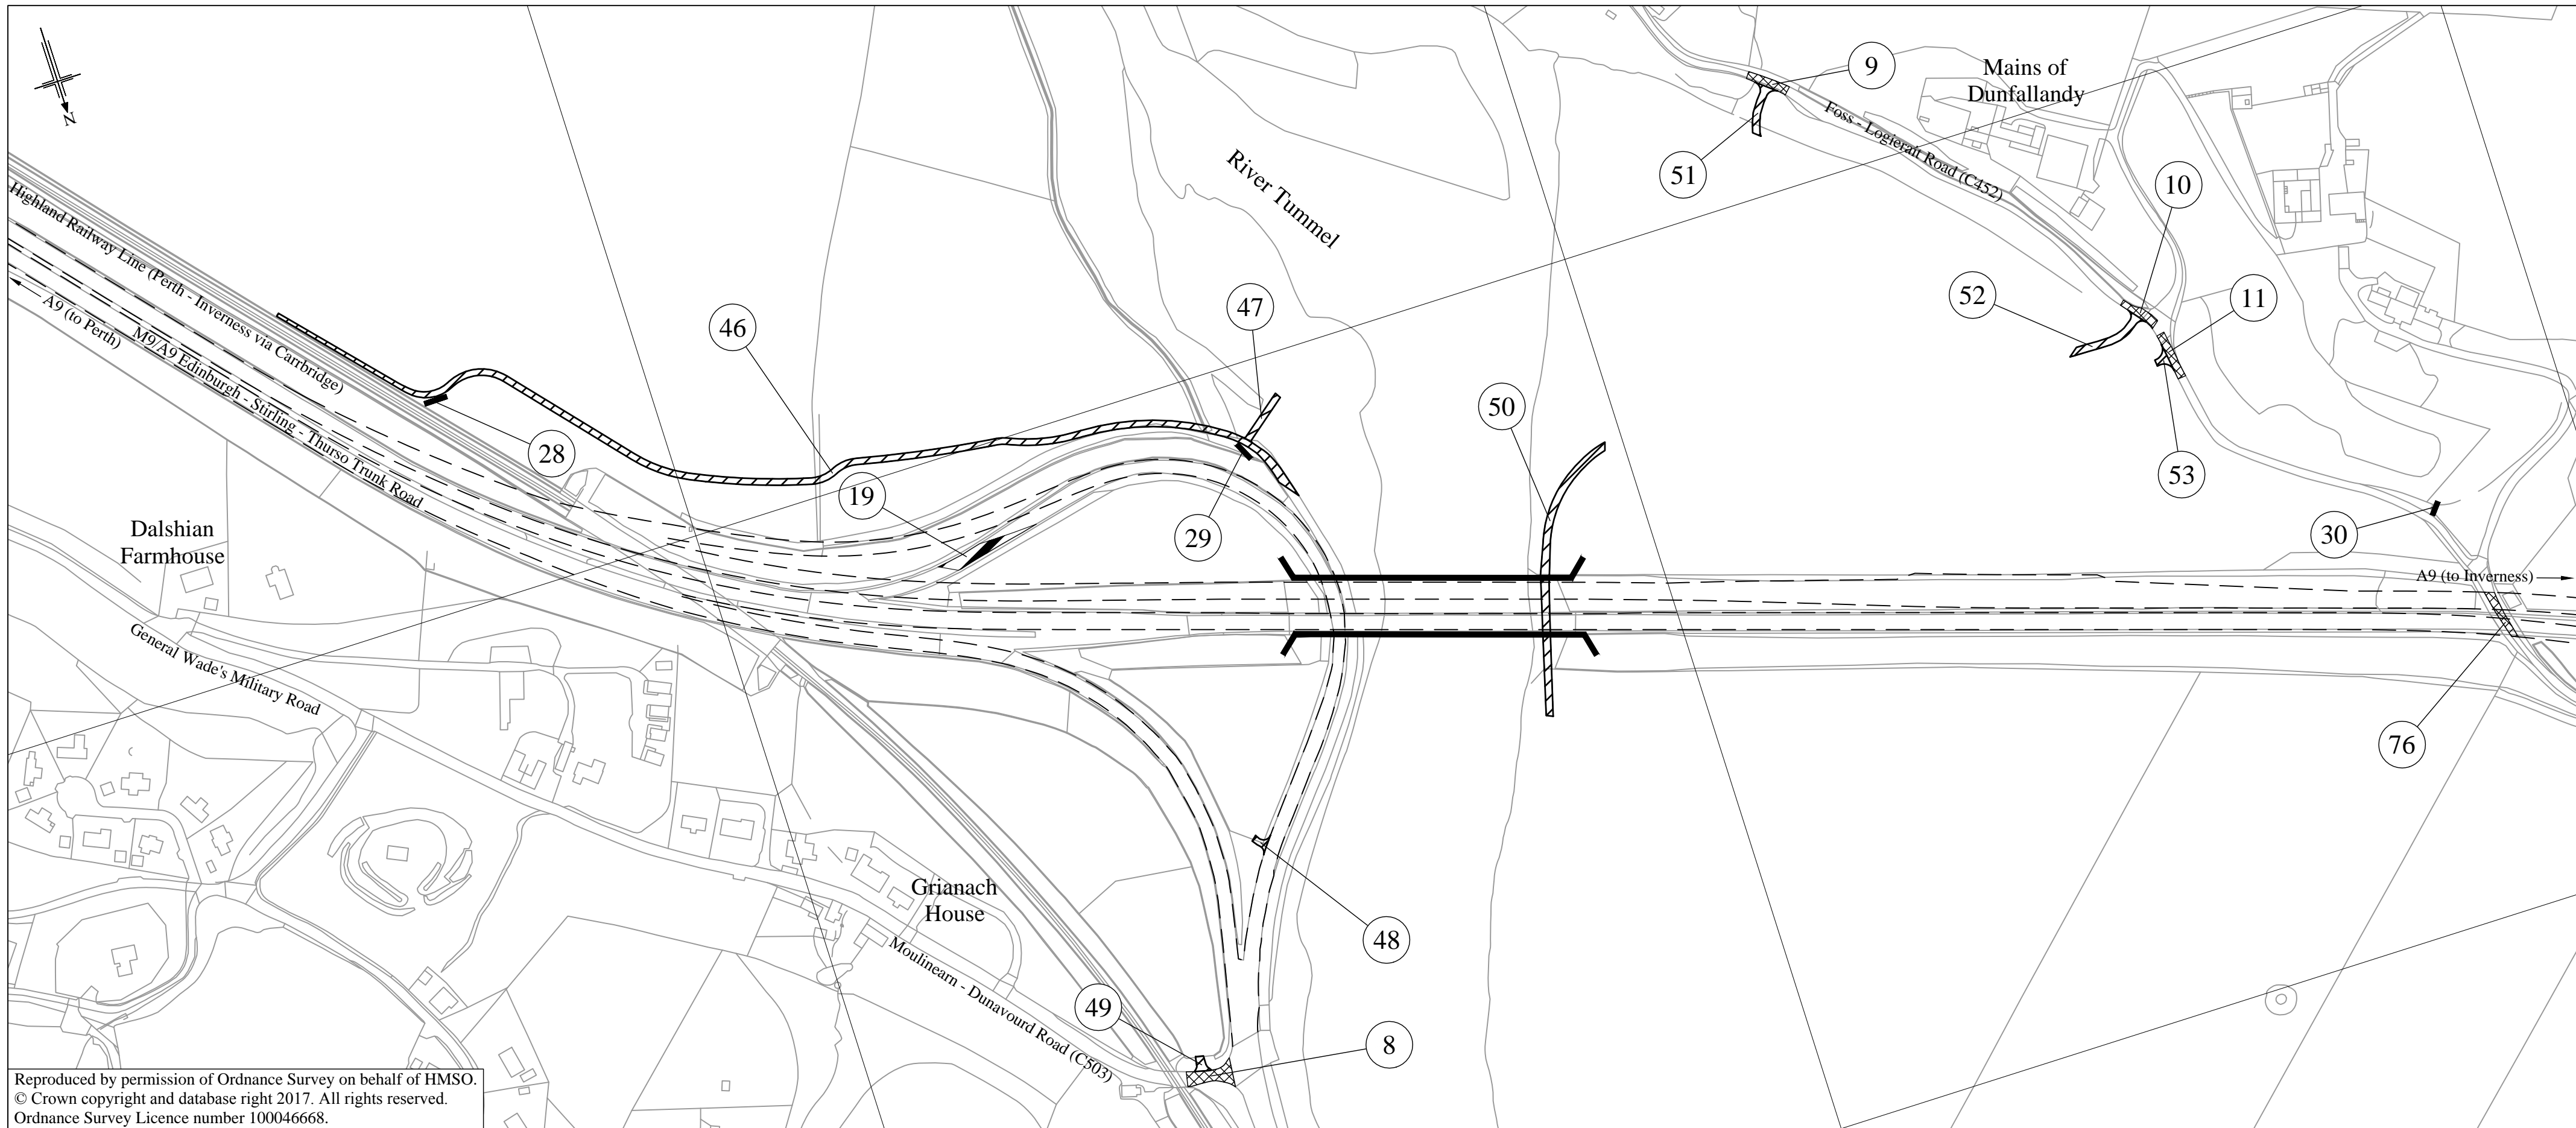 N
9
Mains of
Dunfallandy
Foss - Logierait Road (C452)
51
River Tummel
10
Highland Railway Line (Perth - Inverness via Carrbridge)
A9 (to Perth)
M9/A9 Edinburgh - Stirling - Thurso Trunk Road
46
47
52
11
50
28
19
29
53
30
Dalshian
Farmhouse
A9 (to Inverness)
General Wade's Military Road
76
Grianach
House
48
Moulinearn - Dunavourd Road (C503)
49
8
Reproduced by permission of Ordnance Survey on behalf of HMSO.
© Crown copyright and database right 2017. All rights reserved.
Ordnance Survey Licence number 100046668.